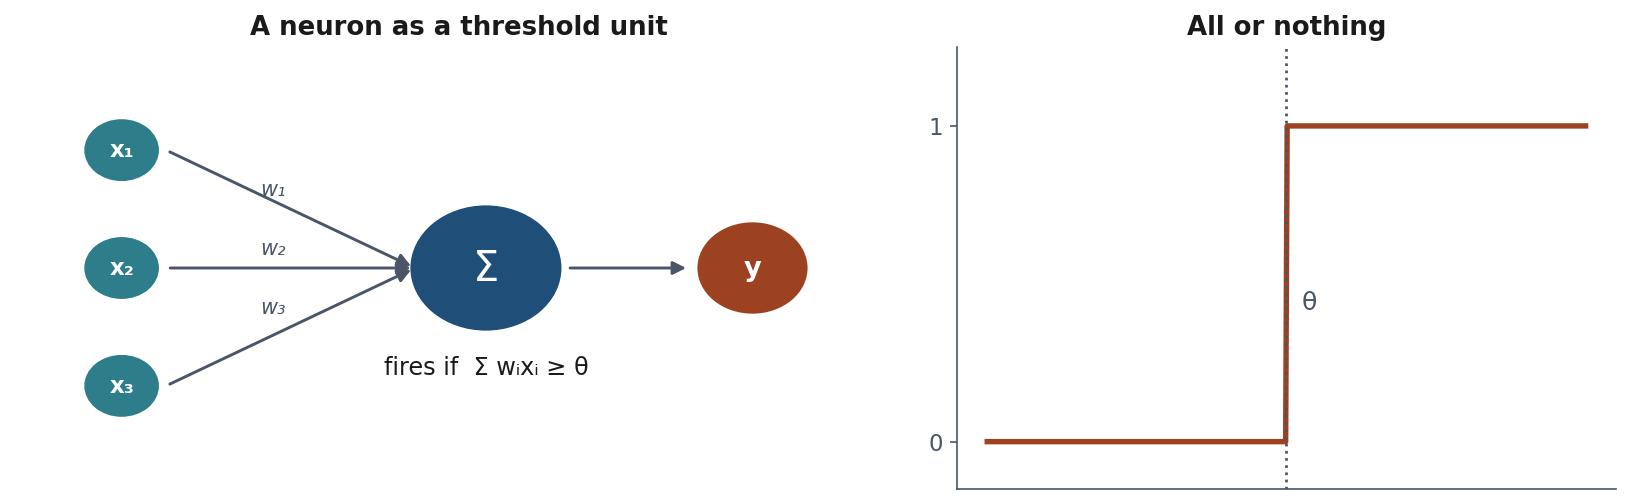 A neuron as a threshold unit
x₁
w₁
x₂
w₂
Σ
y
w₃
x₃
fires if Σ wᵢxᵢ ≥ θ
All or nothing
1
θ
0